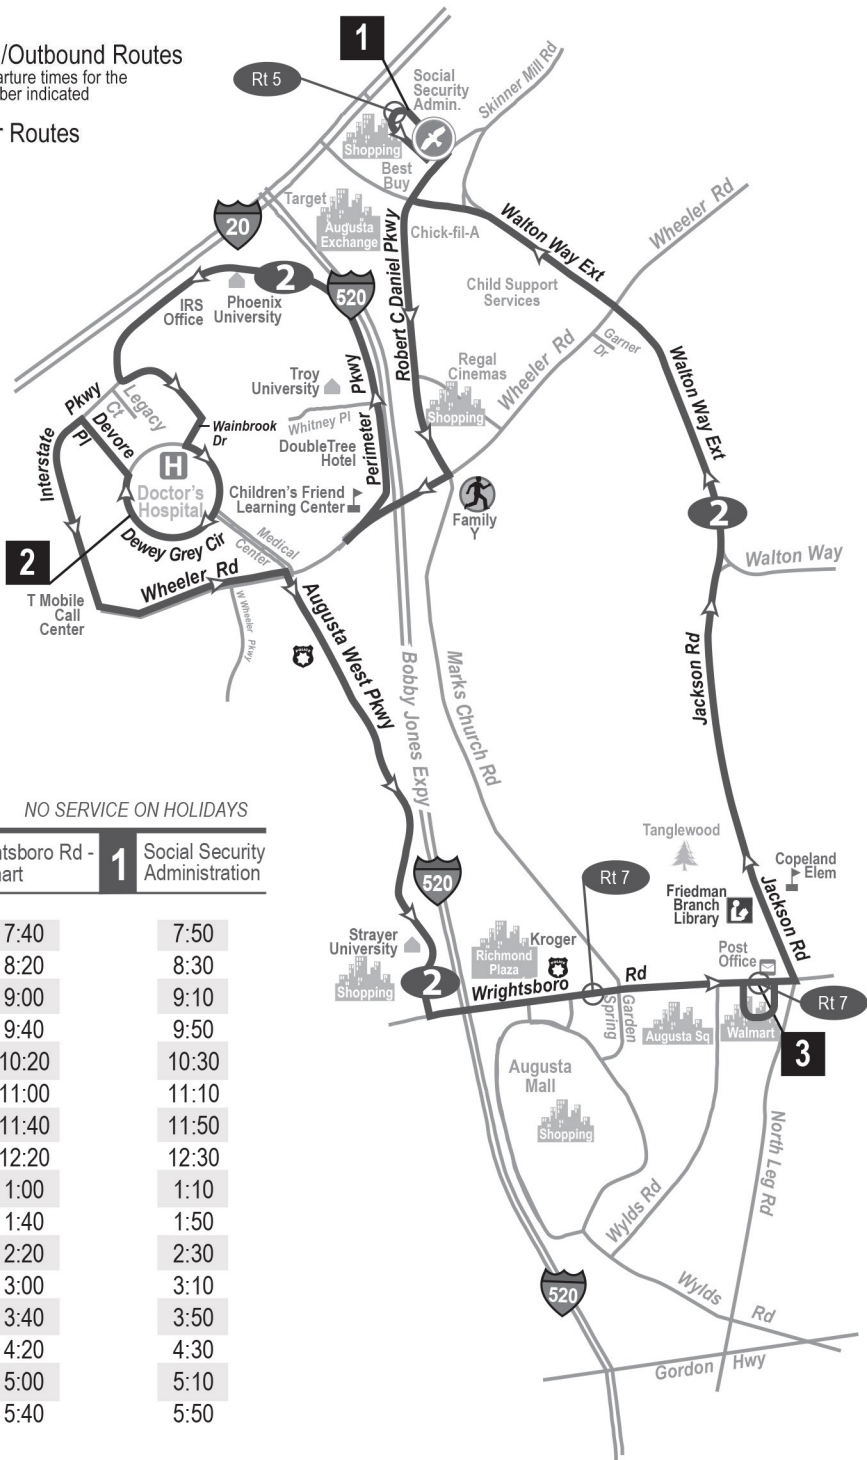 /Outbound Routes
arture times for the
ber indicated
r Routes
1
Rt 5
Social
Security
Admin.
Skinner Mill Rd
Shopping
Best
Buy
Target
Augusta
Exchange
20
Chick-fil-A
Robert C Daniel Pkwy
Walton Way Ext
Wheeler Rd
Child Support
Services
2
520
IRS
Office
Phoenix
University
Garner
Dr
Wheeler Rd
Regal
Cinemas
Shopping
Troy
University
Whitney Pl
DoubleTree
Hotel
Perimeter Pkwy
Walton Way Ext
Interstate Pkwy
Legacy
Ct
Devore
Pl
Wainbrook
Dr
H
Doctor's
Hospital
Children's Friend
Learning Center
Family
Y
2
Walton Way
Dewey Grey Cir
Medical
Center
2
T Mobile
Call
Center
Wheeler Rd
W Wheeler Pkwy
Augusta West Pkwy
Bobby Jones Expy
Marks Church Rd
Jackson Rd
NO SERVICE ON HOLIDAYS
htsboro Rd -
mart
1
Social Security
Administration
7:40 7:50
8:20 8:30
9:00 9:10
9:40 9:50
10:20 10:30
11:00 11:10
11:40 11:50
12:20 12:30
1:00 1:10
1:40 1:50
2:20 2:30
3:00 3:10
3:40 3:50
4:20 4:30
5:00 5:10
5:40 5:50
Tanglewood
Copeland
Elem
520
Rt 7
Friedman
Branch
Library
Jackson Rd
Strayer
University
Shopping
2
Kroger
Richmond
Plaza
Post
Office
Wrightsboro Rd
Rt 7
Spring
Garden
Augusta Sq
Walmart
3
Augusta
Mall
Shopping
North Leg Rd
Wylds Rd
Wylds Rd
520
Gordon Hwy